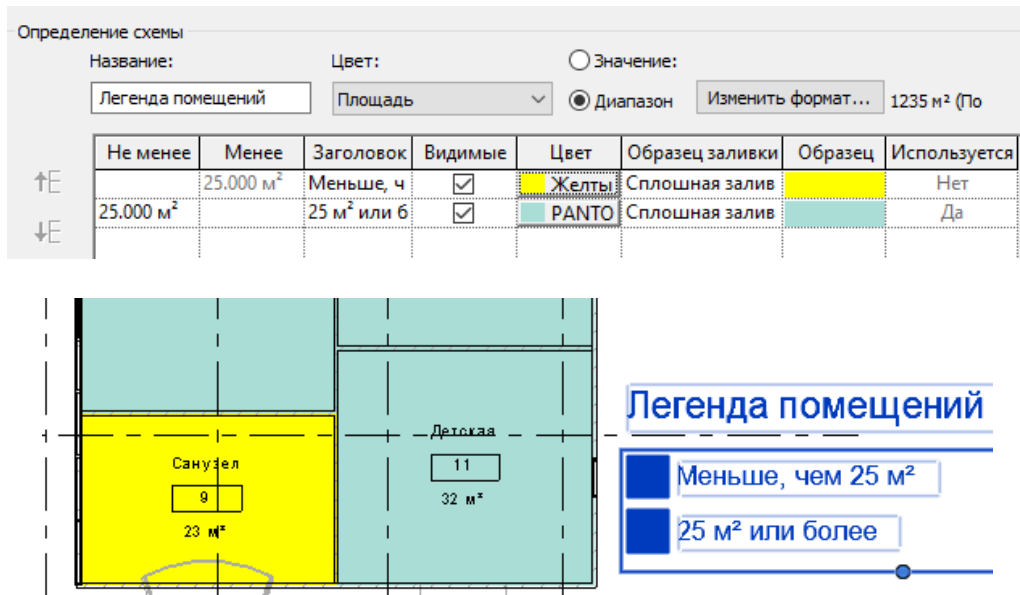 Определение схемы
Название: Цвет: Значение:
Легенда помещений Площадь Диапазон Изменить формат... 1235 м² (По
Не менее Менее Заголовок Видимые Цвет Образец заливки Образец Используется
25.000 м² Меньше, ч Желты Сплошная залив Нет
25.000 м² 25 м² или б PANTO Сплошная залив Да
Легенда помещений
Детская
Санузел
11
Меньше, чем 25 м²
9
32 м²
23 м²
25 м² или более